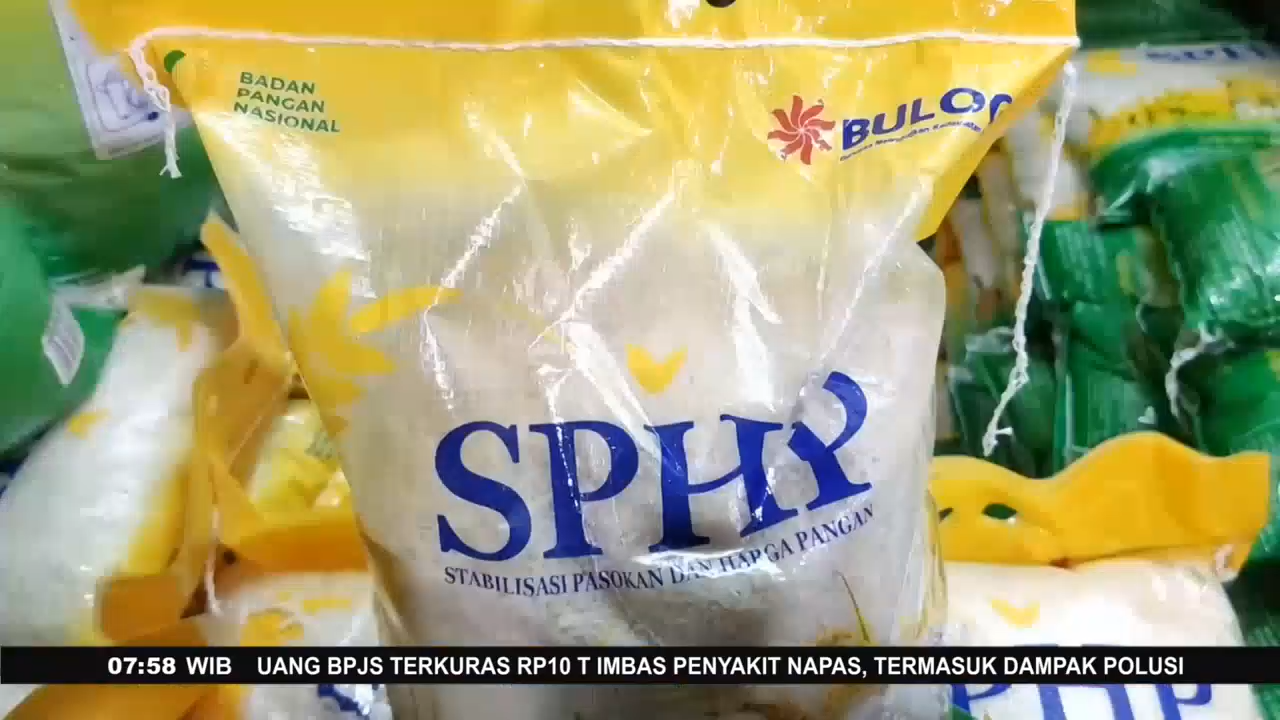 BADAN
PANGAN
NASIONAL
BULOG
SPHP
STABILISASI PASOKAN DAN HARGA PANGAN
07:58 WIB UANG BPJS TERKURAS RP10 T IMBAS PENYAKIT NAPAS, TERMASUK DAMPAK POLUSI